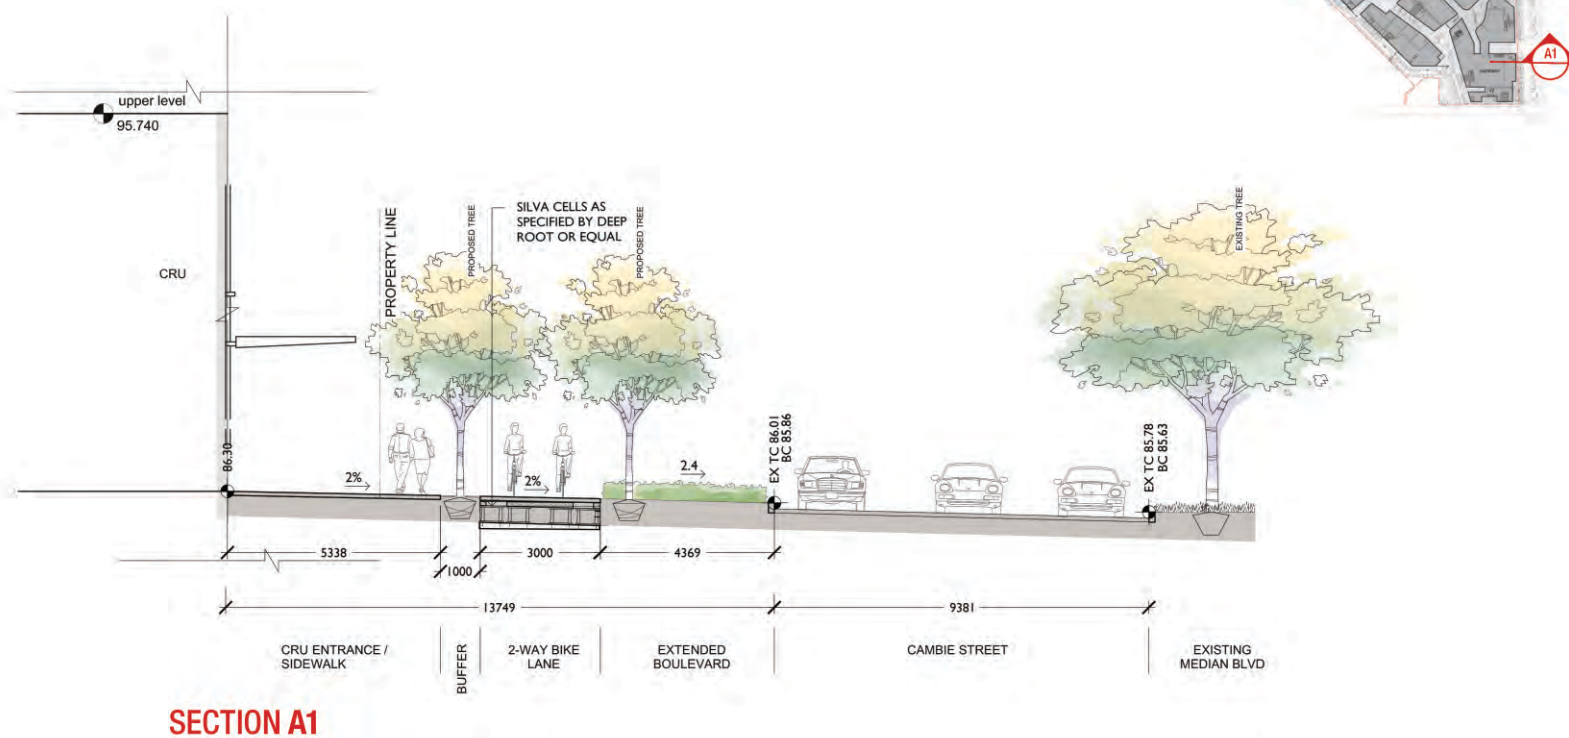 A1
upper level
95.740
CRU
PROPERTY LINE
PROPOSED TREE
SILVA CELLS AS
SPECIFIED BY DEEP
ROOT OR EQUAL
PROPOSED TREE
EXISTING TREE
86.30
2%
2%
2.4
EX TC 86.01
BC 85.86
EX TC 85.78
BC 85.63
5338
1000
3000
4369
13749
9381
CRU ENTRANCE /
SIDEWALK
BUFFER
2-WAY BIKE
LANE
EXTENDED
BOULEVARD
CAMBIE STREET
EXISTING
MEDIAN BLVD
SECTION A1